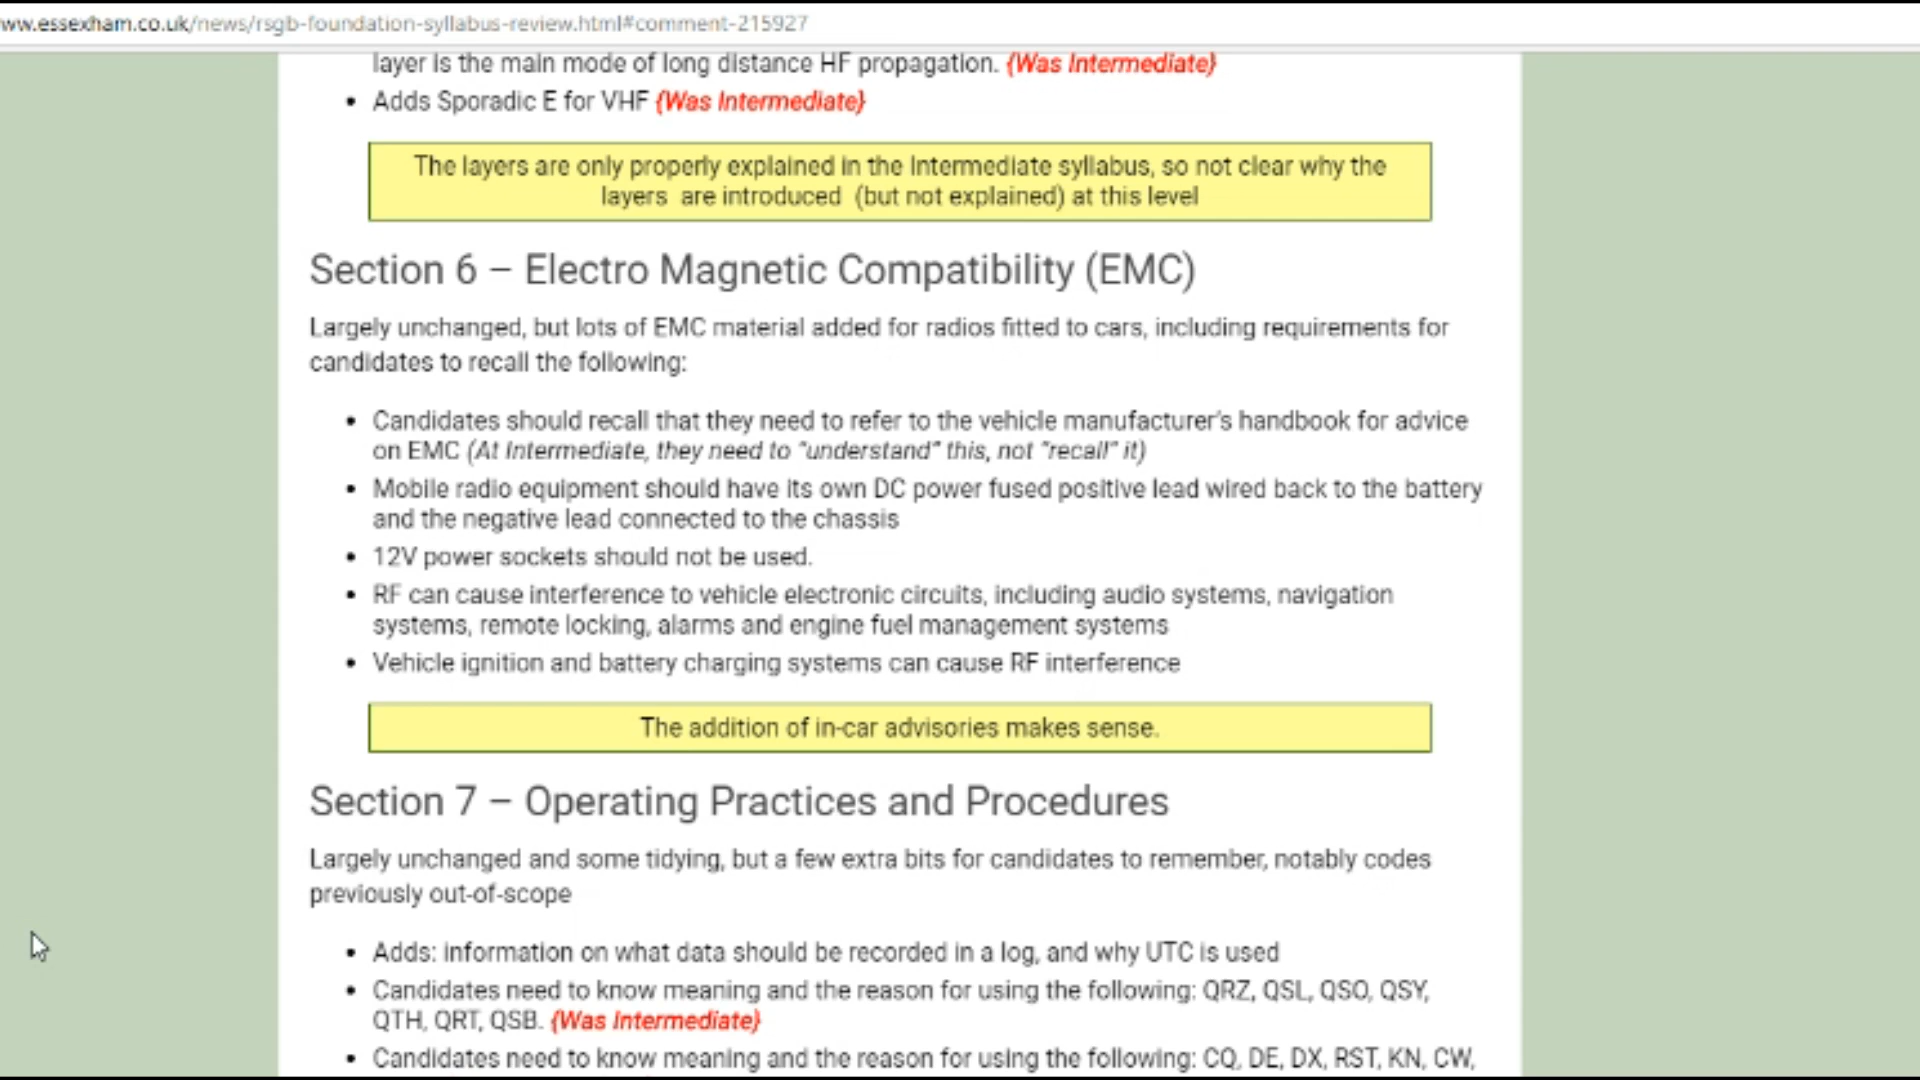 ww.essexham.co.uk/news/rsgb-foundation-syllabus-review.html#comment-215927
layer is the main mode of long distance HF propagation. {Was Intermediate}
• Adds Sporadic E for VHF {Was Intermediate}
The layers are only properly explained in the Intermediate syllabus, so not clear why the
layers are introduced (but not explained) at this level
Section 6 – Electro Magnetic Compatibility (EMC)
Largely unchanged, but lots of EMC material added for radios fitted to cars, including requirements for
candidates to recall the following:
• Candidates should recall that they need to refer to the vehicle manufacturer's handbook for advice
on EMC (At Intermediate, they need to “understand” this, not “recall” it)
• Mobile radio equipment should have its own DC power fused positive lead wired back to the battery
and the negative lead connected to the chassis
• 12V power sockets should not be used.
• RF can cause interference to vehicle electronic circuits, including audio systems, navigation
systems, remote locking, alarms and engine fuel management systems
• Vehicle ignition and battery charging systems can cause RF interference
The addition of in-car advisories makes sense.
Section 7 – Operating Practices and Procedures
Largely unchanged and some tidying, but a few extra bits for candidates to remember, notably codes
previously out-of-scope
• Adds: information on what data should be recorded in a log, and why UTC is used
• Candidates need to know meaning and the reason for using the following: QRZ, QSL, QSO, QSY,
QTH, QRT, QSB. {Was Intermediate}
• Candidates need to know meaning and the reason for using the following: CQ, DE, DX, RST, KN, CW,